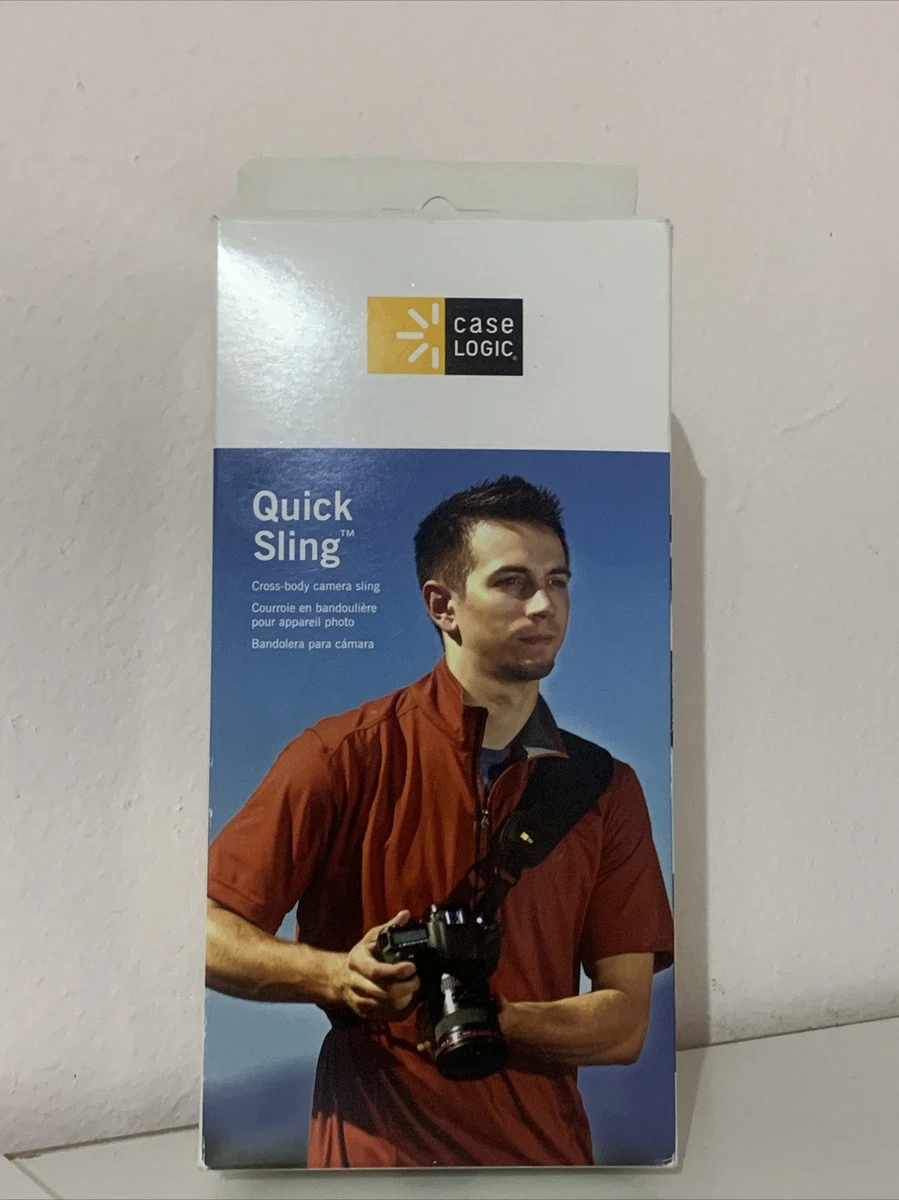 case
LOGIC®
Quick
Sling™
Cross-body camera sling
Courroie en bandoulière
pour appareil photo
Bandolera para cámara